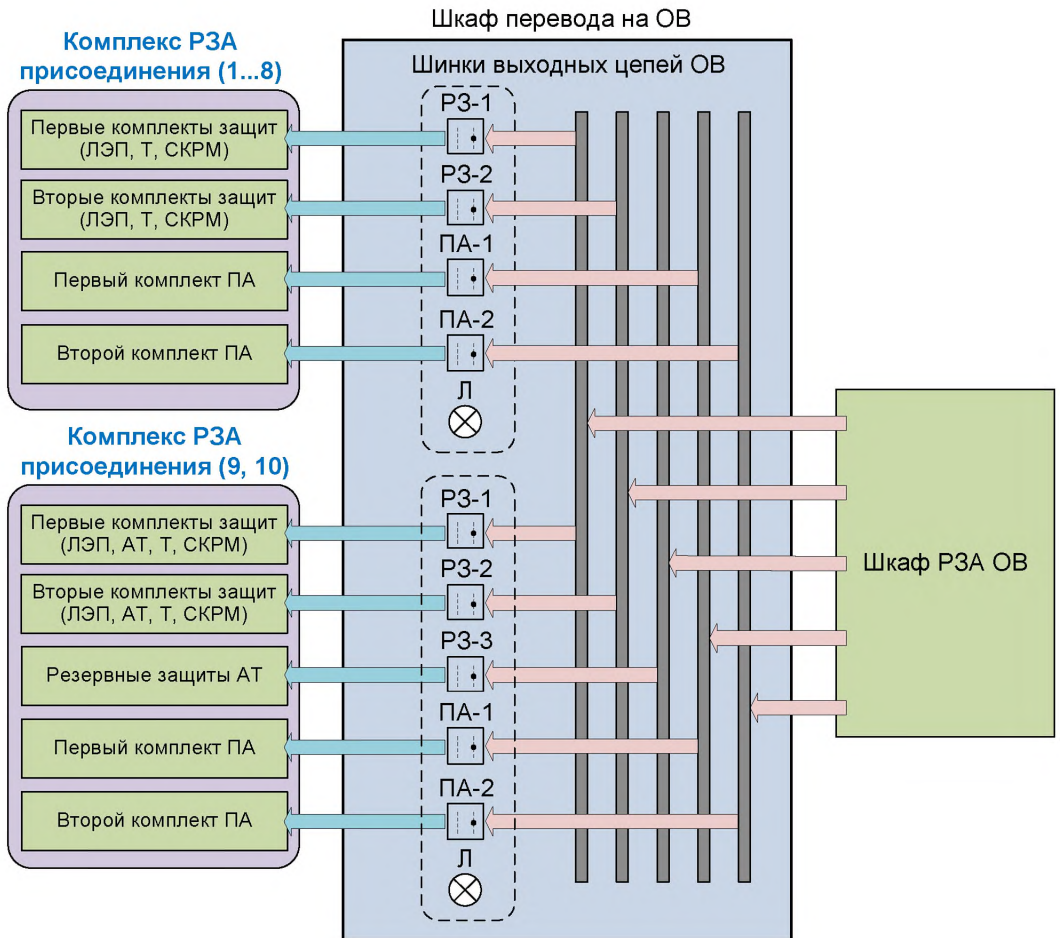 Шкаф перевода на ОВ
Комплекс РЗА
присоединения (1...8)
Шинки выходных цепей ОВ
РЗ-1
Первые комплекты защит
(ЛЭП, Т, СКРМ)
РЗ-2
Вторые комплекты защит
(ЛЭП, Т, СКРМ)
ПА-1
Первый комплект ПА
ПА-2
Второй комплект ПА
Л
Комплекс РЗА
присоединения (9, 10)
РЗ-1
Первые комплекты защит
(ЛЭП, АТ, Т, СКРМ)
РЗ-2
Вторые комплекты защит
(ЛЭП, АТ, Т, СКРМ)
РЗ-3
Резервные защиты АТ
ПА-1
Первый комплект ПА
ПА-2
Второй комплект ПА
Л
Шкаф РЗА ОВ